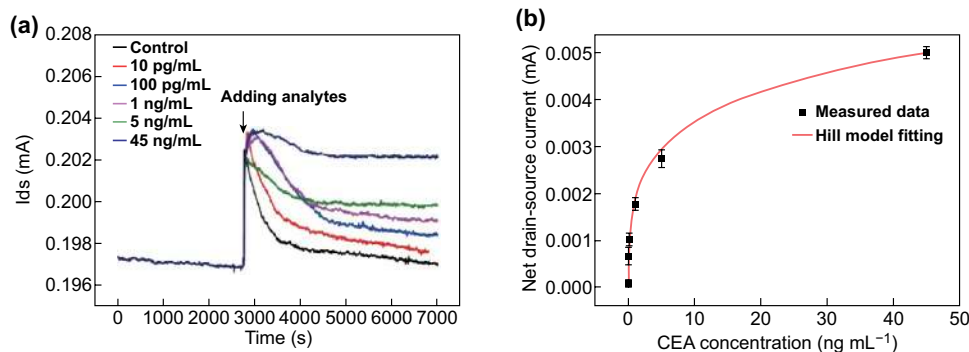 (a)
0.208
0.206
0.204
0.202
0.200
0.198
0.196
Ids (mA)
Control
10 pg/mL
100 pg/mL
1 ng/mL
5 ng/mL
45 ng/mL
Adding analytes
0 1000 2000 3000 4000 5000 6000 7000
Time (s)
(b)
0.005
0.004
0.003
0.002
0.001
0.000
Net drain-source current (mA)
Measured data
Hill model fitting
0 10 20 30 40 50
CEA concentration (ng mL⁻¹)